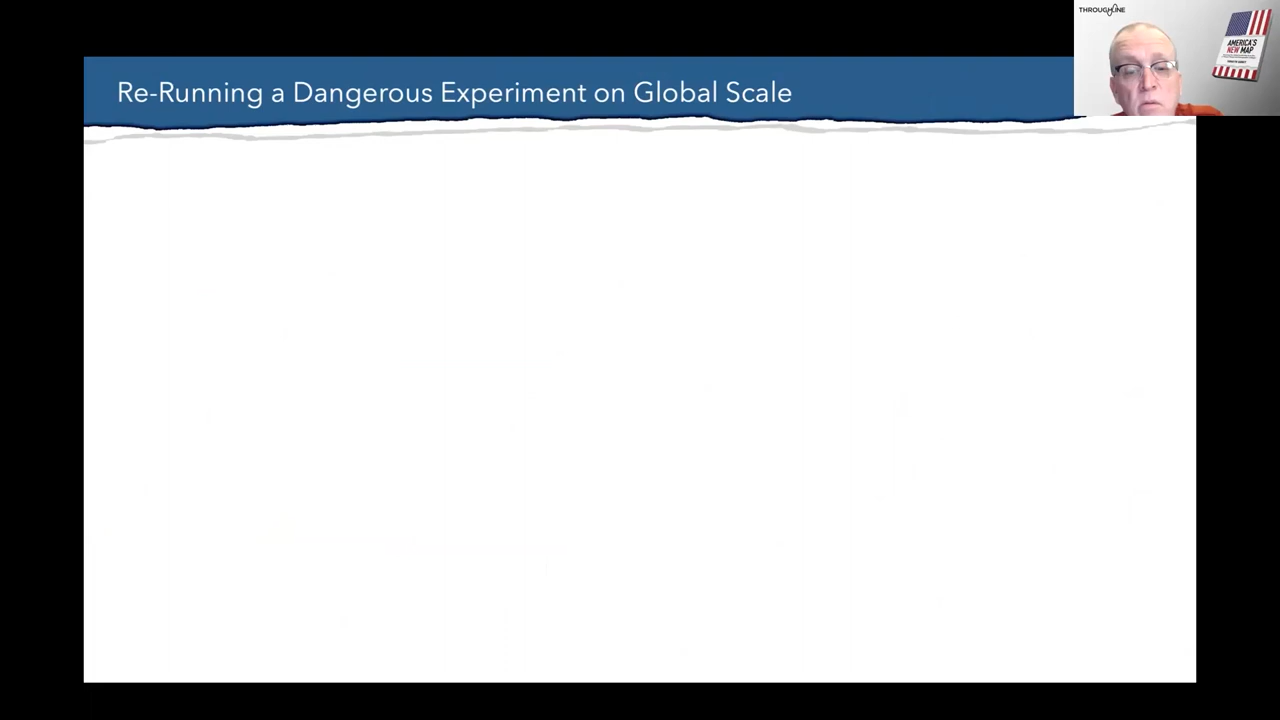 Re-Running a Dangerous Experiment on Global Scale
THROUGHLINE
AMERICA'S
NEW MAP